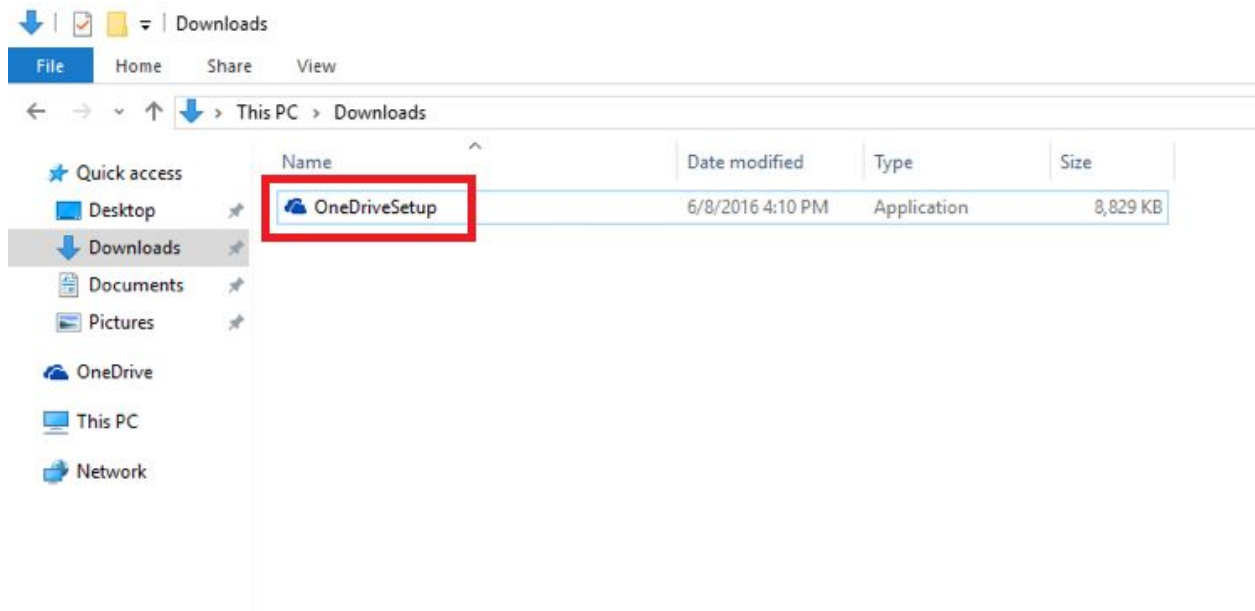 Downloads
File Home Share View
This PC > Downloads
Name Date modified Type Size
Quick access
OneDriveSetup 6/8/2016 4:10 PM Application 8,829 KB
Desktop
Downloads
Documents
Pictures
OneDrive
This PC
Network